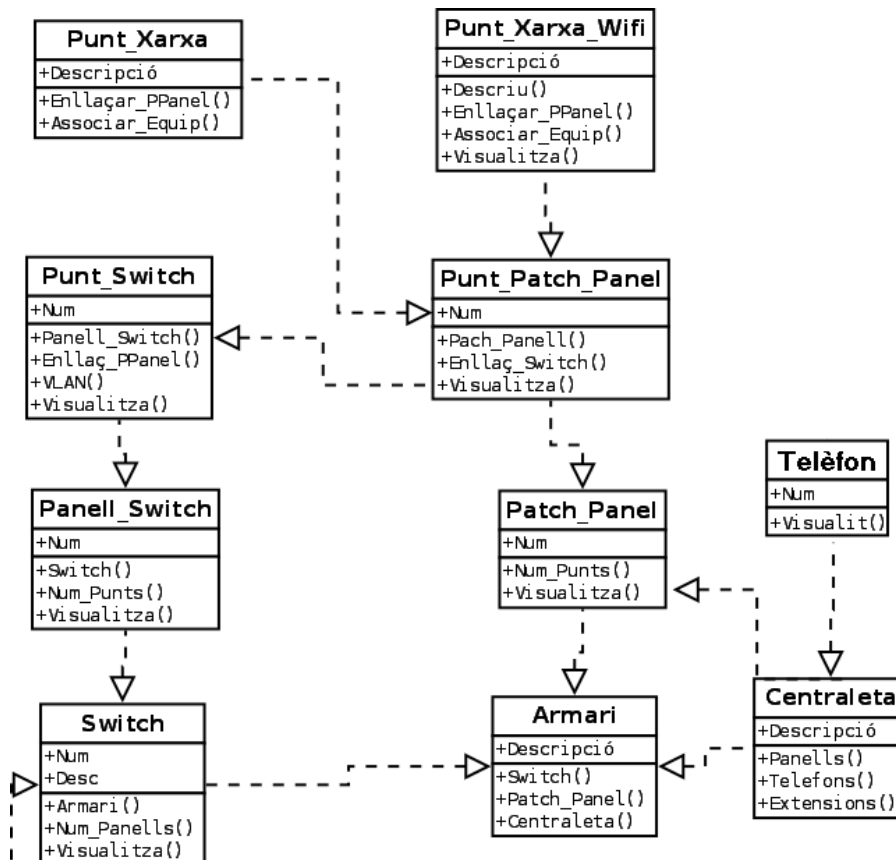 Punt_Xarxa
+Descripció
+Enllaçar_PPanel()
+Associar_Equip()
Punt_Xarxa_Wifi
+Descripció
+Descriu()
+Enllaçar_PPanel()
+Associar_Equip()
+Visualitza()
Punt_Switch
+Num
+Panell_Switch()
+Enllaç_PPanel()
+VLAN()
+Visualitza()
Punt_Patch_Panel
+Num
+Pach_Panell()
+Enllaç_Switch()
+Visualitza()
Telèfon
+Num
+Visualit()
Panell_Switch
+Num
+Switch()
+Num_Punts()
+Visualitza()
Patch_Panel
+Num
+Num_Punts()
+Visualitza()
Switch
+Num
+Desc
+Armari()
+Num_Panells()
+Visualitza()
Armari
+Descripció
+Switch()
+Patch_Panel()
+Centraleta()
Centraleta
+Descripció
+Panells()
+Telefons()
+Extensions()